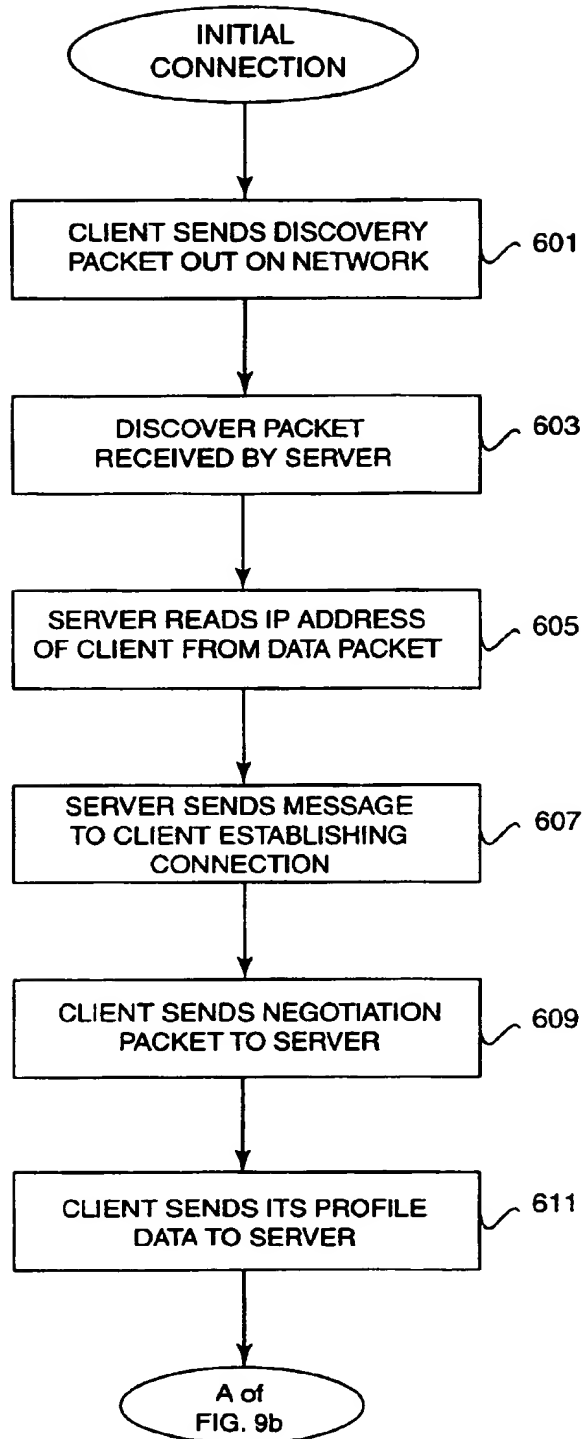 INITIAL
CONNECTION
CLIENT SENDS DISCOVERY
PACKET OUT ON NETWORK
601
DISCOVER PACKET
RECEIVED BY SERVER
603
SERVER READS IP ADDRESS
OF CLIENT FROM DATA PACKET
605
SERVER SENDS MESSAGE
TO CLIENT ESTABLISHING
CONNECTION
607
CLIENT SENDS NEGOTIATION
PACKET TO SERVER
609
CLIENT SENDS ITS PROFILE
DATA TO SERVER
611
A of
FIG. 9b